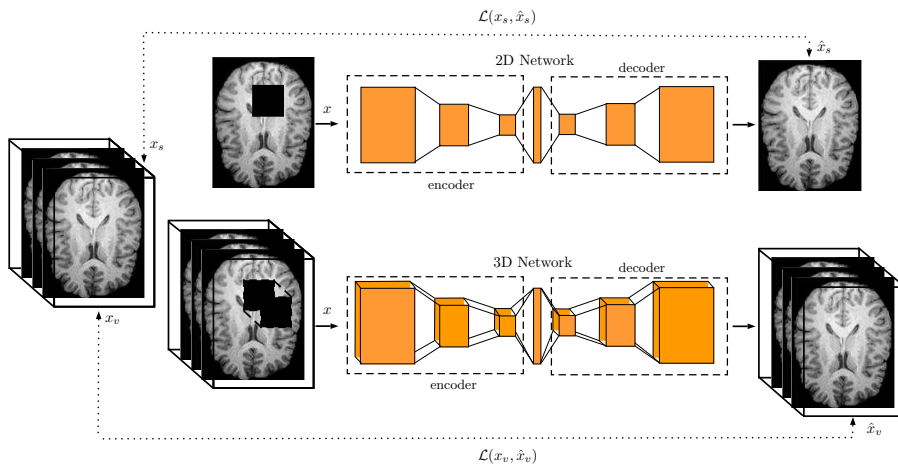 ℒ(x_s, x̂_s)
x̂_s
2D Network
decoder
x
x_s
encoder
3D Network
decoder
x
x_v
encoder
x̂_v
ℒ(x_v, x̂_v)